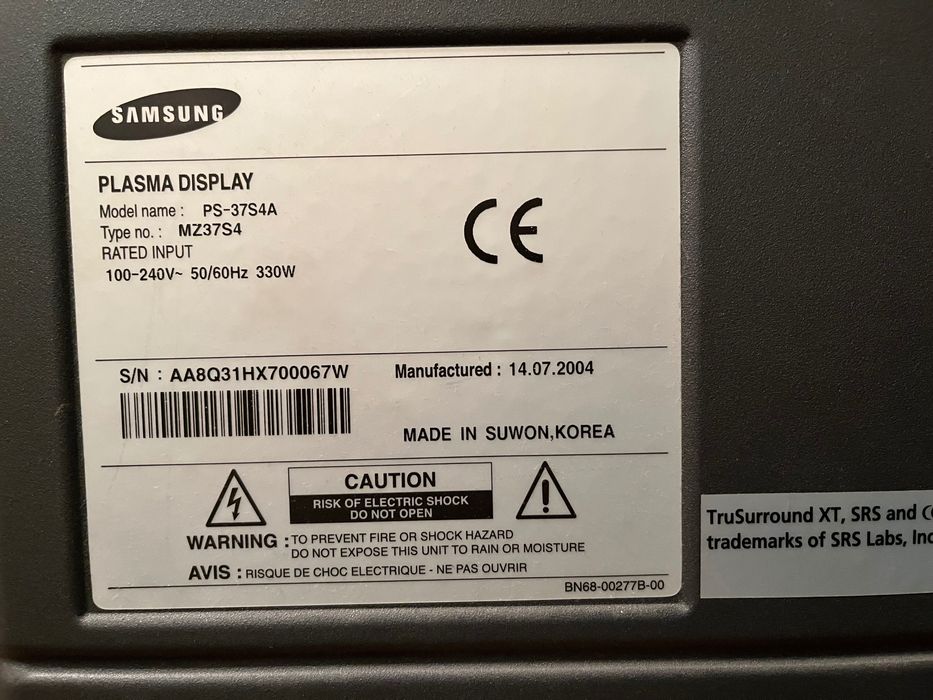 SAMSUNG
PLASMA DISPLAY
Model name : PS-37S4A
Type no. : MZ37S4
RATED INPUT
100-240V~ 50/60Hz 330W
CE
S/N : AA8Q31HX700067W
Manufactured : 14.07.2004
MADE IN SUWON,KOREA
CAUTION
RISK OF ELECTRIC SHOCK
DO NOT OPEN
WARNING : TO PREVENT FIRE OR SHOCK HAZARD
DO NOT EXPOSE THIS UNIT TO RAIN OR MOISTURE
AVIS : RISQUE DE CHOC ELECTRIQUE - NE PAS OUVRIR
BN68-00277B-00
TruSurround XT, SRS and
trademarks of SRS Labs, Inc